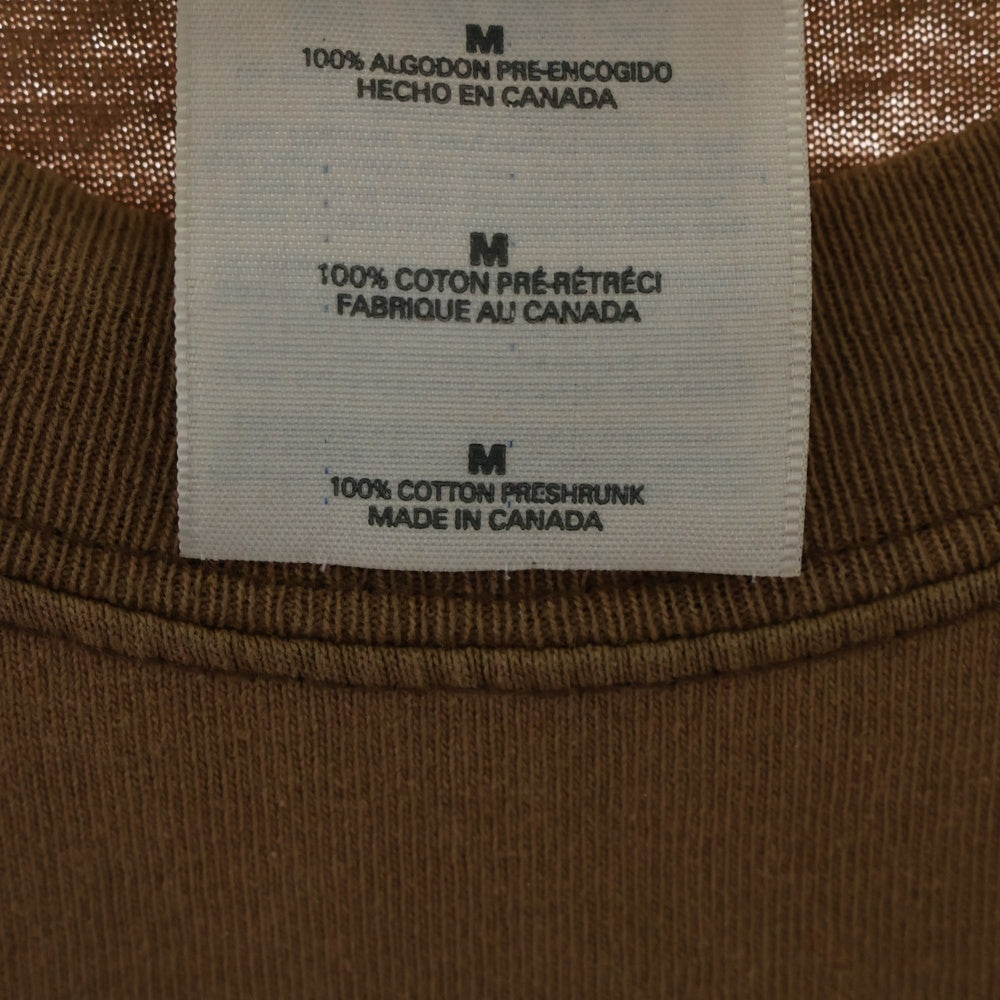 M
100% ALGODON PRE-ENCOGIDO
HECHO EN CANADA
M
100% COTON PRÉ-RÉTRÉCI
FABRIQUE AU CANADA
M
100% COTTON PRESHRUNK
MADE IN CANADA